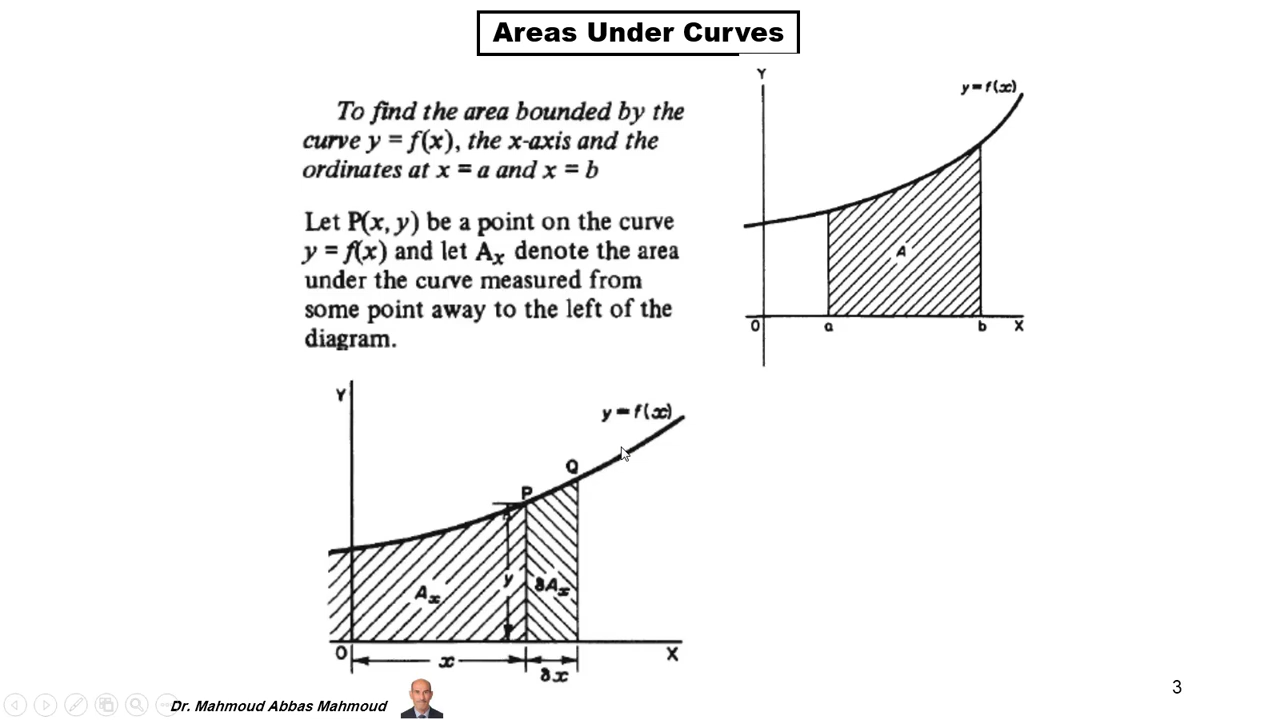 Areas Under Curves
To find the area bounded by the
curve y = f(x), the x-axis and the
ordinates at x = a and x = b
Let P(x, y) be a point on the curve
y = f(x) and let Ax denote the area
under the curve measured from
some point away to the left of the
diagram.
Y
y=f(x)
A
O
a
b
X
Y
y=f(x)
Q
P
Ax
y
δAx
O
x
X
δx
3
Dr. Mahmoud Abbas Mahmoud